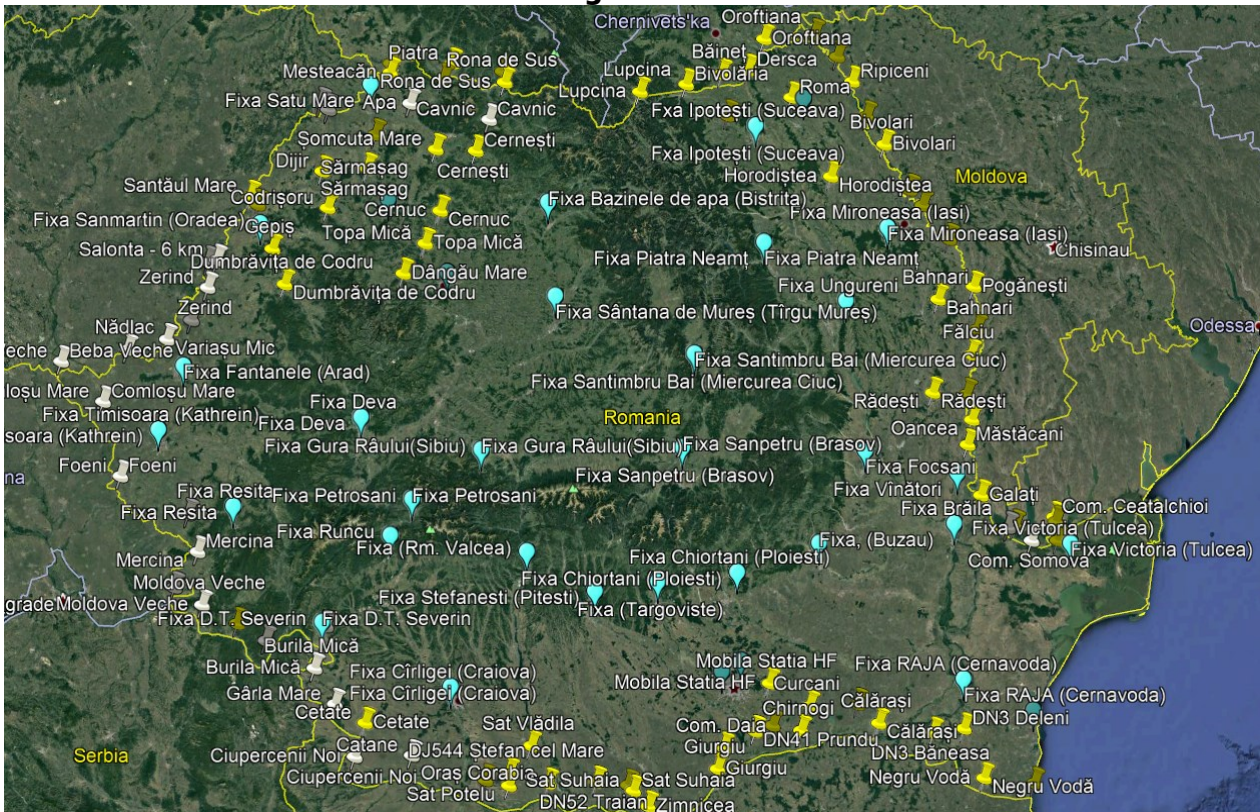 Oroftiana
Chernivets'ka
Oroftiana
Băineț
Dersca
Piatra
Rona de Sus
Mesteacăn
Rona de Sus
Lupcina
Bivolăria
Ripiceni
Lupcina
Roma
Fixa Satu Mare
Apa
Cavnic
Cavnic
Fxa Ipotești (Suceava)
Bivolari
Șomcuta Mare
Cernești
Bivolari
Dijir
Sărmășag
Cernești
Fxa Ipotești (Suceava)
Horodiștea
Moldova
Santăul Mare
Sărmășag
Horodiștea
Codrișoru
Cernuc
Fixa Bazinele de apa (Bistrita)
Fixa Sanmartin (Oradea)
Gepiș
Cernuc
Fixa Mironeasa (Iasi)
Topa Mică
Fixa Mironeasa (Iasi)
Salonta - 6 km
Topa Mică
Fixa Piatra Neamt
Fixa Piatra Neamt
Chisinau
Dumbrăvița de Codru
Dângău Mare
Zerind
Dumbrăvița de Codru
Fixa Ungureni
Bahnari
Pogănești
Zerind
Bahnari
Fixa Sântana de Mureș (Tîrgu Mureș)
Nădlac
Fălciu
Odessa
Beba Veche
Variașu Mic
Fixa Santimbru Bai (Miercurea Ciuc)
Fixa Fantanele (Arad)
Fixa Santimbru Bai (Miercurea Ciuc)
Comloșu Mare
Fixa Deva
Rădești
Rădești
Fixa Timisoara (Kathrein)
Fixa Deva
Romania
Oancea
Măstăcani
Fixa Gura Râului(Sibiu)
Fixa Gura Râului(Sibiu)
Fixa Sanpetru (Brasov)
Foeni
Foeni
Fixa Sanpetru (Brasov)
Fixa Focsani
Fixa Resita
Fixa Petrosani
Fixa Petrosani
Fixa Vînători
Galați
Fixa Resita
Fixa Brăila
Com. Ceatalchioi
Fixa Runcu
Fixa Victoria (Tulcea)
Mercina
Fixa (Rm. Valcea)
Fixa, (Buzau)
Fixa Victoria (Tulcea)
Mercina
Fixa Chiortani (Ploiesti)
Com. Somova
Moldova Veche
Fixa Chiortani (Ploiesti)
Moldova Veche
Fixa Stefanesti (Pitesti)
Fixa (Targoviste)
Fixa D.T. Severin
Fixa D.T. Severin
Burila Mică
Burila Mică
Mobila Statia HF
Fixa RAJA (Cernavoda)
Fixa Cîrligei (Craiova)
Mobila Statia HF
Curcani
Gârla Mare
Fixa Cîrligei (Craiova)
Fixa RAJA (Cernavoda)
Cetate
Chirnogi
Călărași
Cetate
Sat Vlădila
Com. Daia
Călărași
DN3 Deleni
Catane
DJ544 Stefan cel Mare
Giurgiu
DN41 Prundu
DN3 Băneasa
Serbia
Ciupercenii Noi
Ciupercenii Noi
Oraș Corabia
Sat Suhaia
Sat Suhaia
Giurgiu
Negru Vodă
Negru Vodă
Sat Potelu
DN52 Traian
Zimnicea